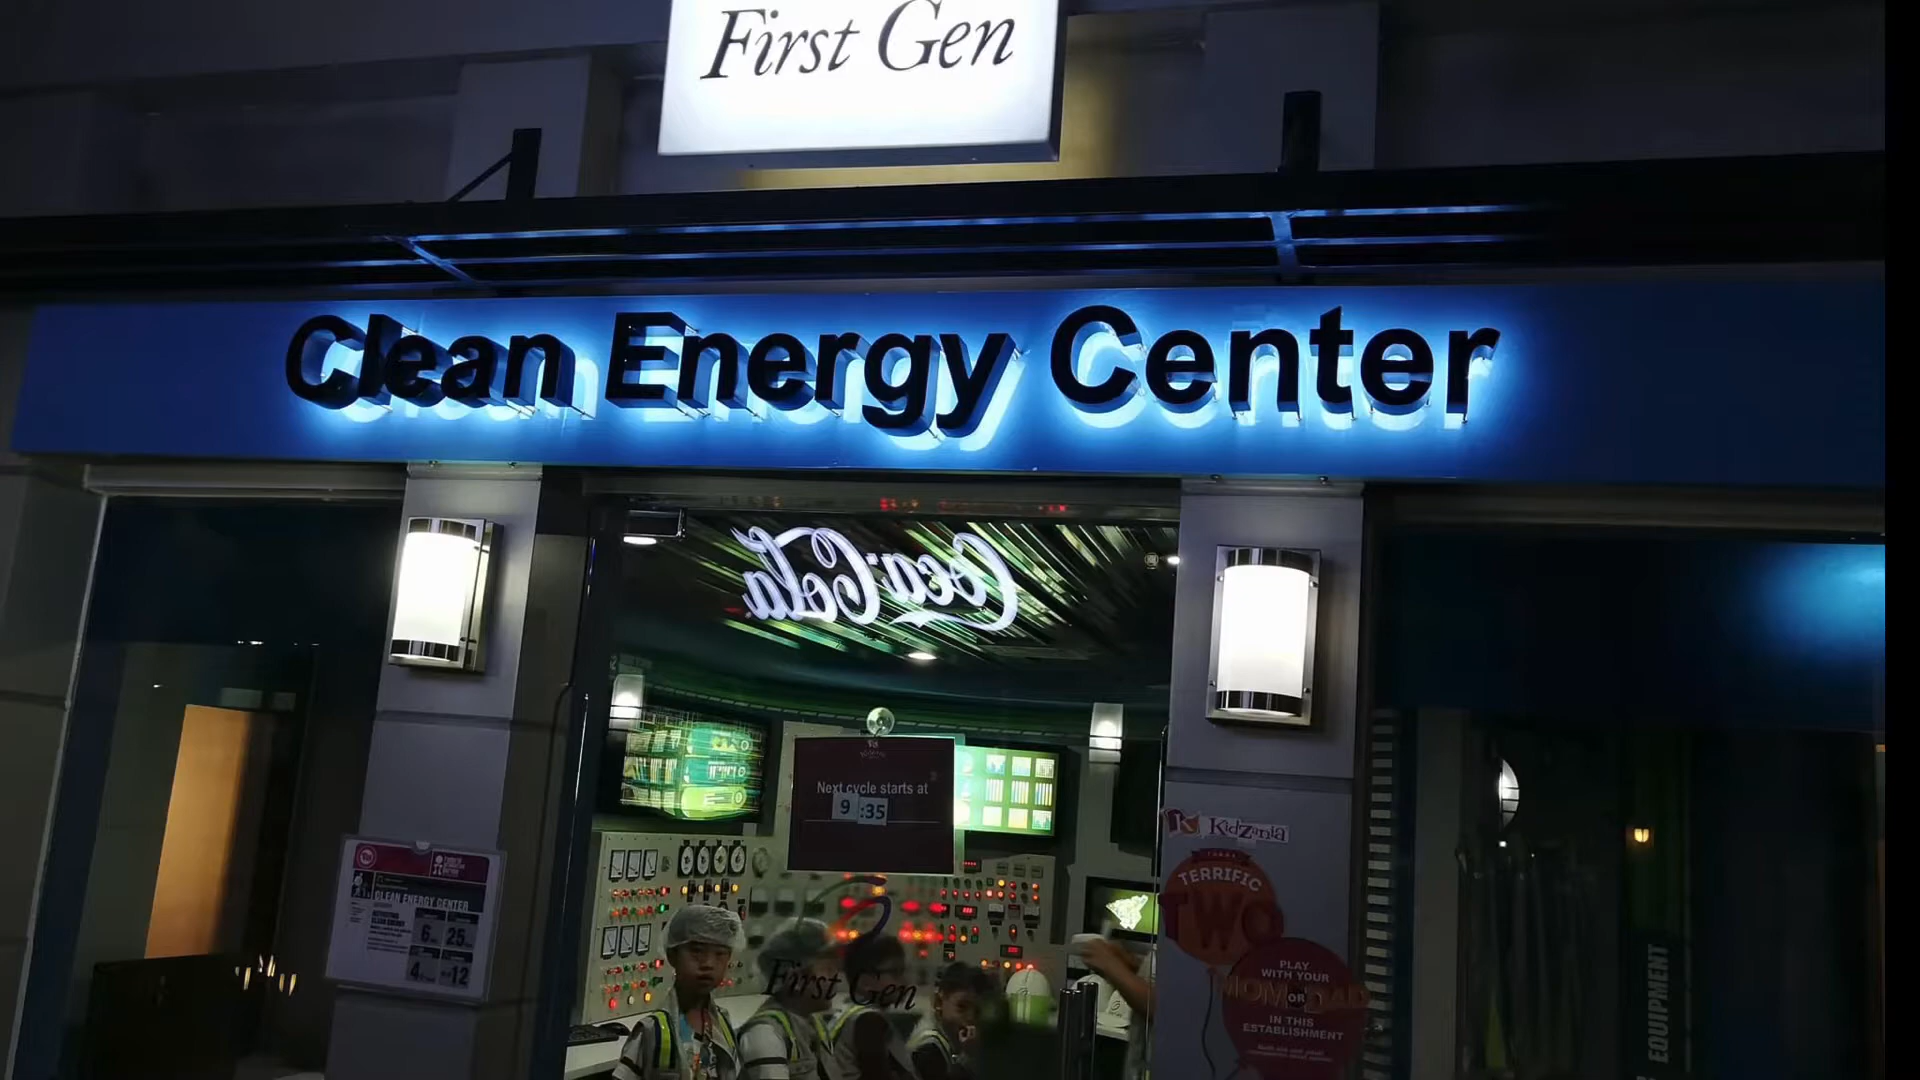 First Gen
Clean Energy Center
Coca-Cola
Next cycle starts at
9 :35
KidZania
TERRIFIC
TWO
PLAY
WITH YOUR
MOM OR DAD
IN THIS
ESTABLISHMENT
CLEAN ENERGY CENTER
6
25
4
12
First Gen
EQUIPMENT